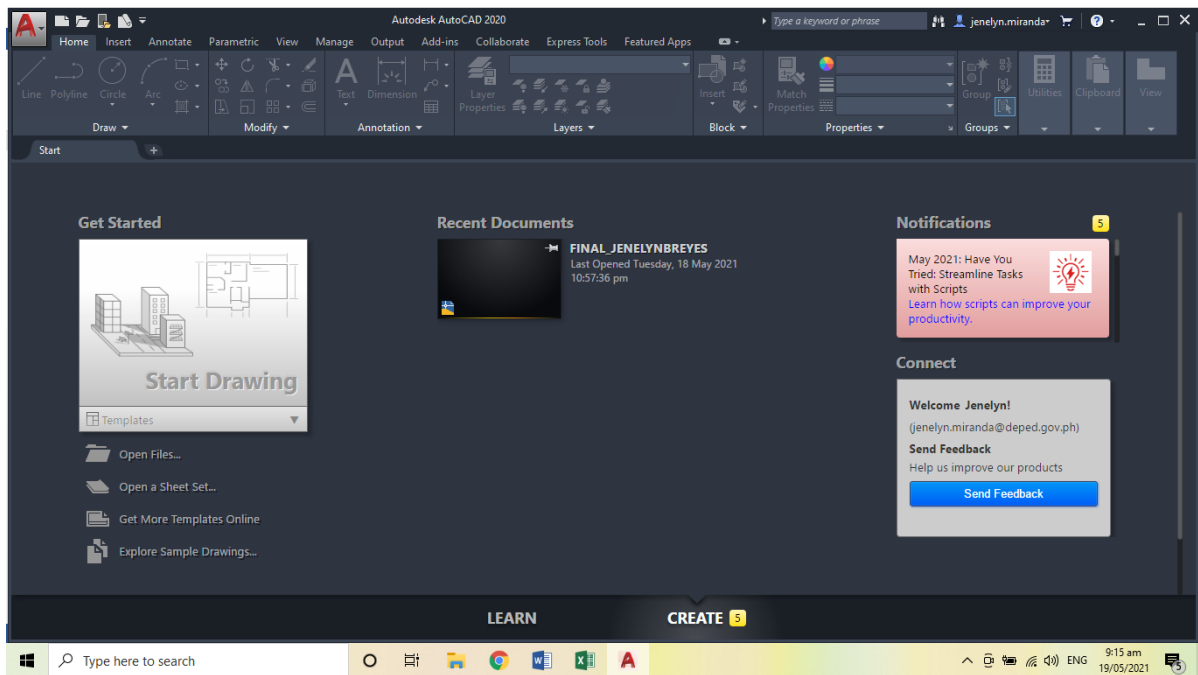 Autodesk AutoCAD 2020
Type a keyword or phrase
jenelyn.miranda
Home Insert Annotate Parametric View Manage Output Add-ins Collaborate Express Tools Featured Apps
Line Polyline Circle Arc
Text Dimension
Layer Properties
Insert
Match Properties
Group
Utilities
Clipboard
View
Draw Modify Annotation Layers Block Properties Groups
Start
Get Started
Start Drawing
Templates
Open Files...
Open a Sheet Set...
Get More Templates Online
Explore Sample Drawings...
Recent Documents
FINAL_JENELYNBREYES
Last Opened Tuesday, 18 May 2021
10:57:36 pm
Notifications 5
May 2021: Have You
Tried: Streamline Tasks
with Scripts
Learn how scripts can improve your
productivity.
Connect
Welcome Jenelyn!
(jenelyn.miranda@deped.gov.ph)
Send Feedback
Help us improve our products
Send Feedback
LEARN CREATE 5
Type here to search
ENG
9:15 am
19/05/2021
5